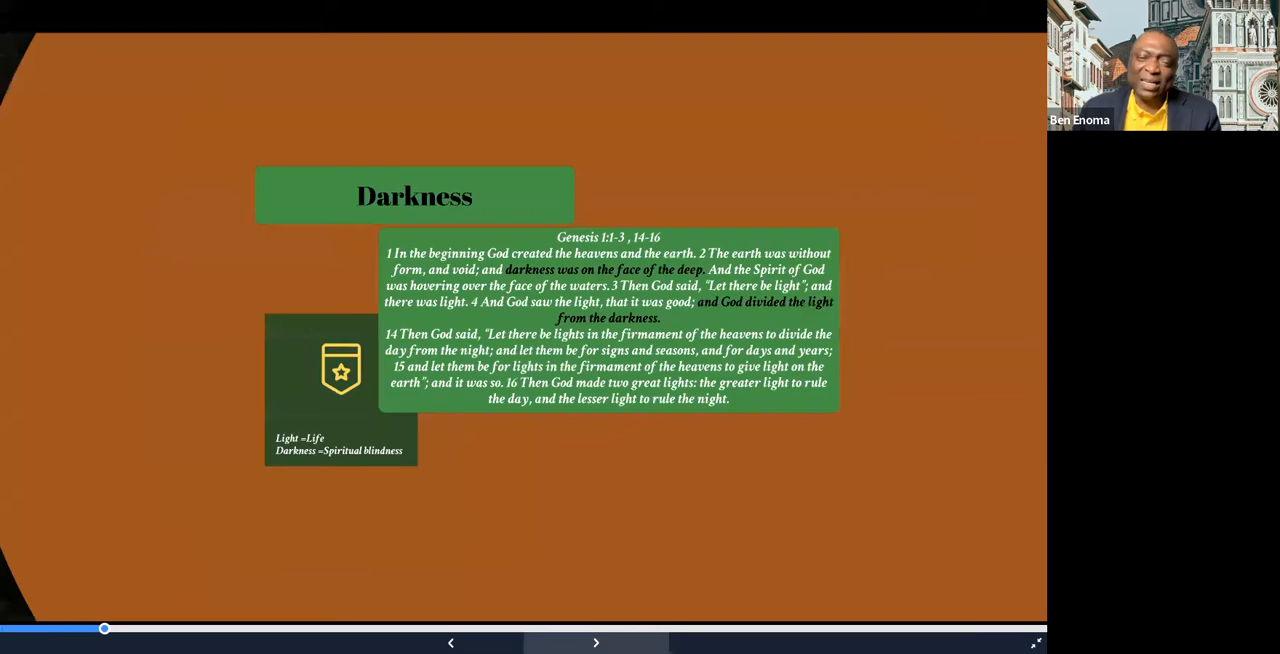 Darkness
Genesis 1:1-3 , 14-16
1 In the beginning God created the heavens and the earth. 2 The earth was without
form, and void; and darkness was on the face of the deep. And the Spirit of God
was hovering over the face of the waters. 3 Then God said, “Let there be light”; and
there was light. 4 And God saw the light, that it was good; and God divided the light
from the darkness.
14 Then God said, “Let there be lights in the firmament of the heavens to divide the
day from the night; and let them be for signs and seasons, and for days and years;
15 and let them be for lights in the firmament of the heavens to give light on the
earth”; and it was so. 16 Then God made two great lights: the greater light to rule
the day, and the lesser light to rule the night.
Light =Life
Darkness =Spiritual blindness
Ben Enoma